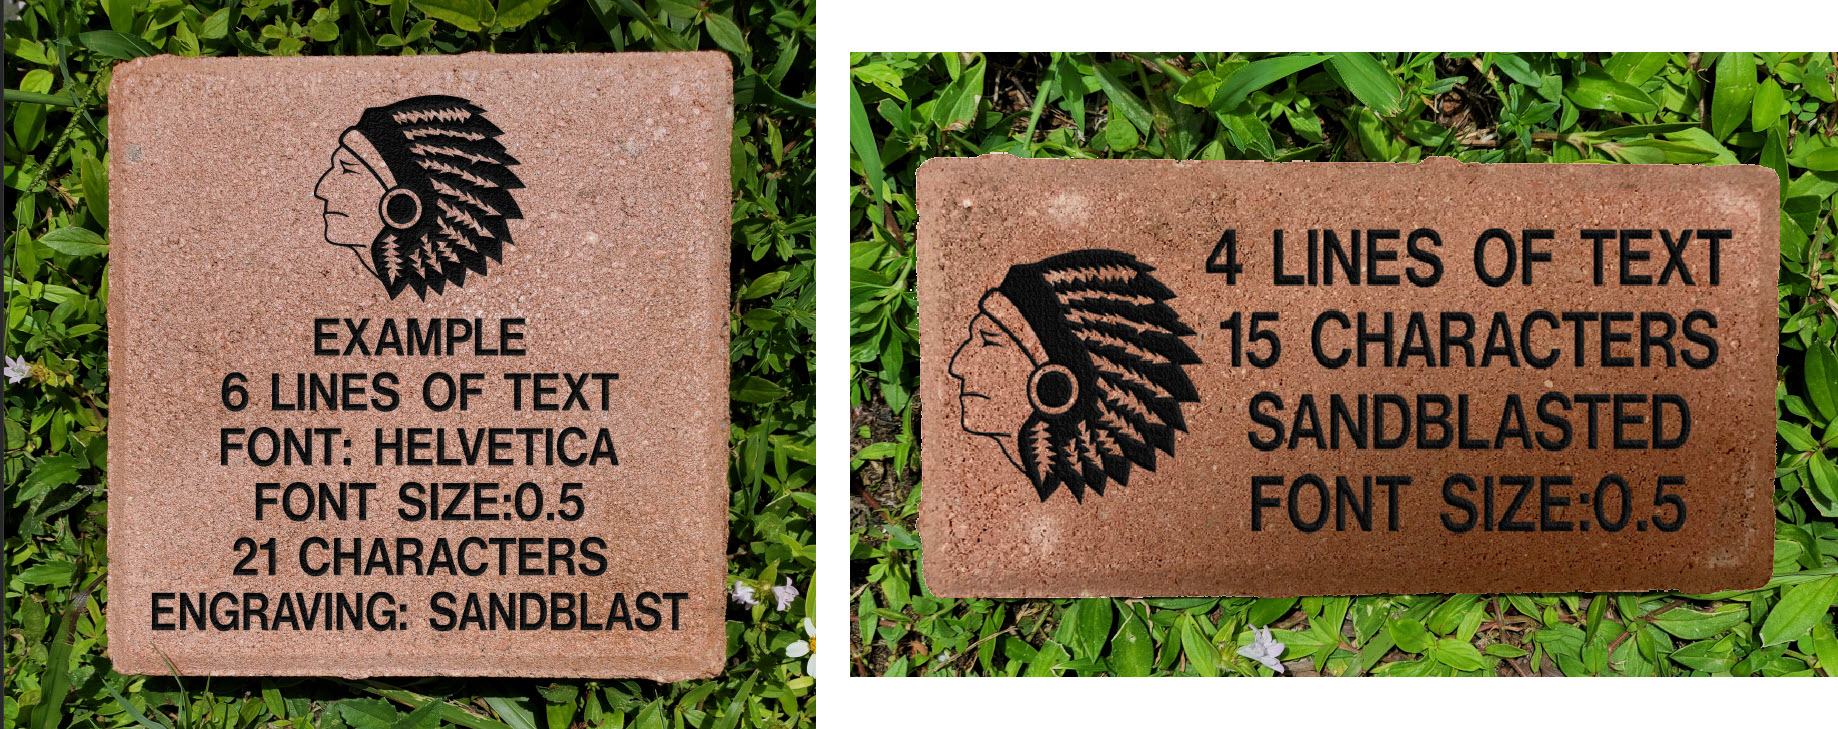 EXAMPLE
6 LINES OF TEXT
FONT: HELVETICA
FONT SIZE:0.5
21 CHARACTERS
ENGRAVING: SANDBLAST
4 LINES OF TEXT
15 CHARACTERS
SANDBLASTED
FONT SIZE:0.5